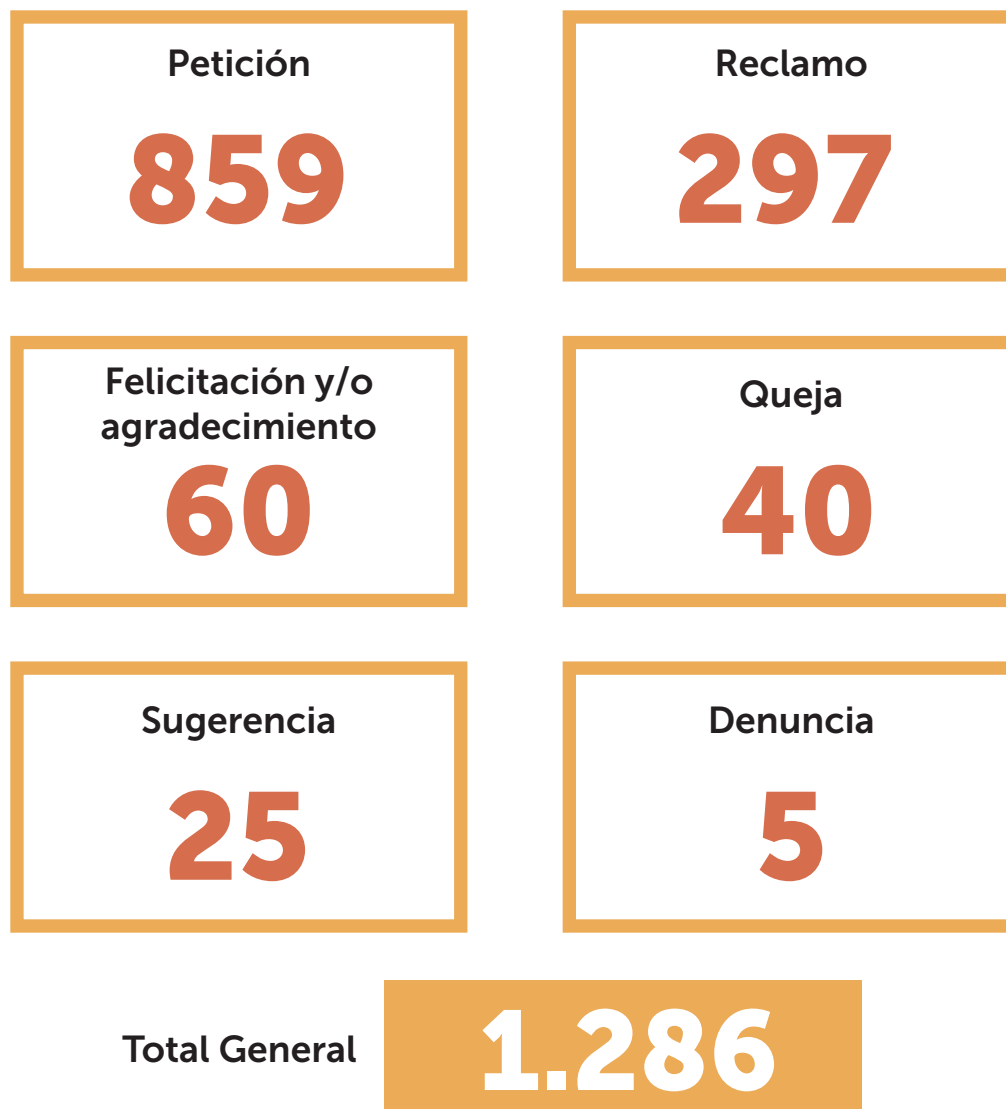 Petición
859
Reclamo
297
Felicitación y/o
agradecimiento
60
Queja
40
Sugerencia
25
Denuncia
5
Total General
1.286